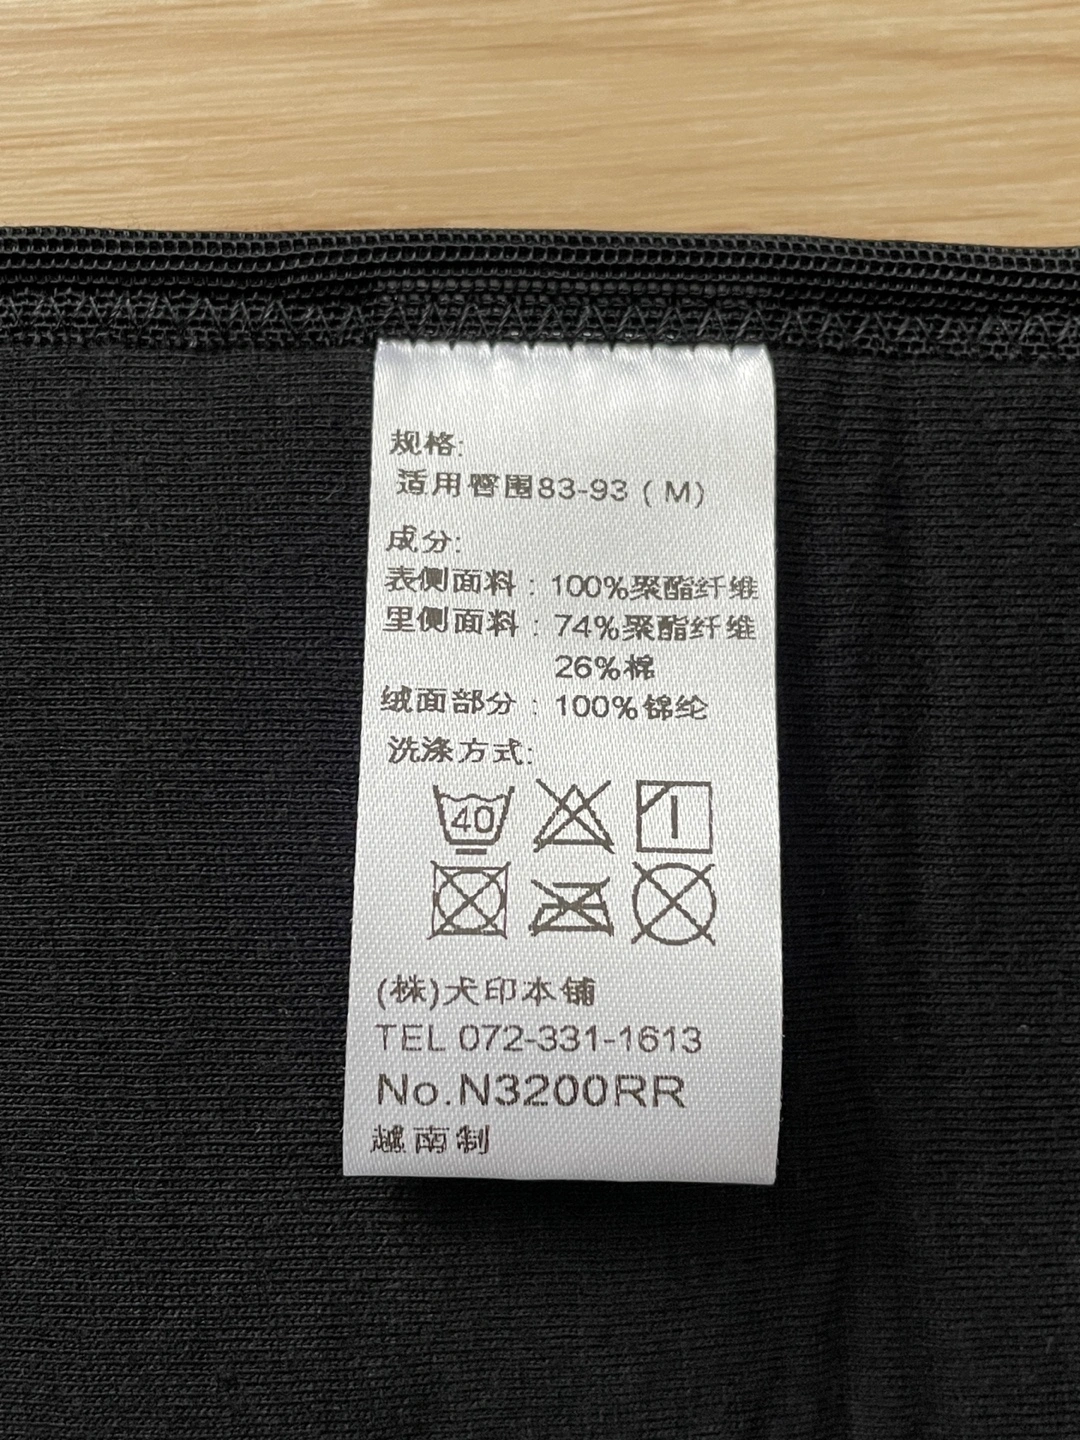 规格:
适用臀围83-93 ( M)
成分:
表侧面料 : 100%聚酯纤维
里侧面料 : 74%聚酯纤维
26%棉
绒面部分 : 100%锦纶
洗涤方式:
40
(株)犬印本铺
TEL 072-331-1613
No.N3200RR
越南制